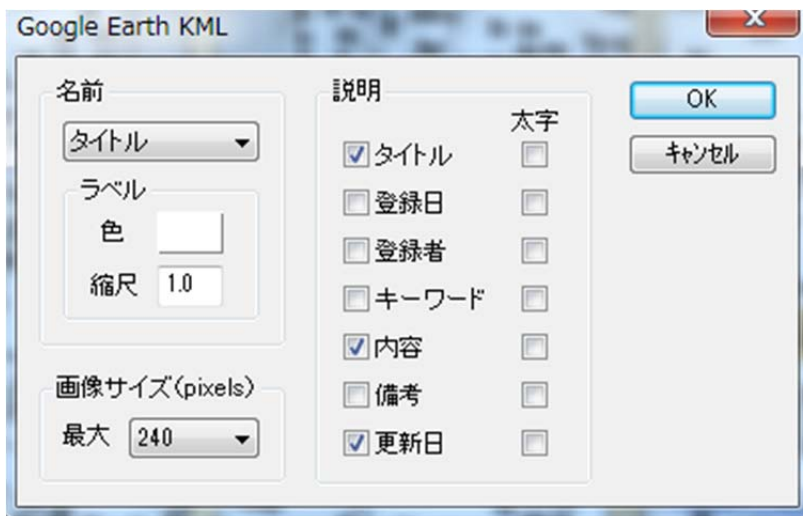 Google Earth KML
名前
タイトル
ラベル
色
縮尺 1.0
画像サイズ(pixels)
最大 240
説明
太字
タイトル
登録日
登録者
キーワード
内容
備考
更新日
OK
キャンセル